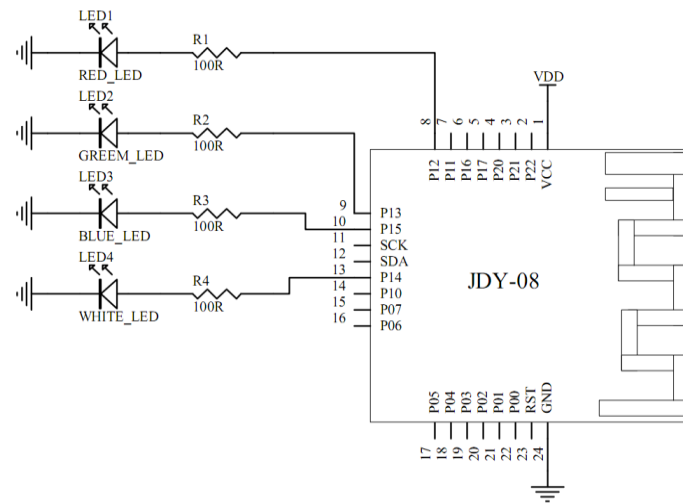 LED1
R1
100R
RED_LED
LED2
R2
100R
GREEM_LED
LED3
R3
100R
BLUE_LED
LED4
R4
100R
WHITE_LED
VDD
8 7 6 5 4 3 2 1
P12 P11 P16 P17 P20 P21 P22 VCC
9 P13
10 P15
11 SCK
12 SDA
13 P14
14 P10
15 P07
16 P06
JDY-08
P05 P04 P03 P02 P01 P00 RST GND
17 18 19 20 21 22 23 24